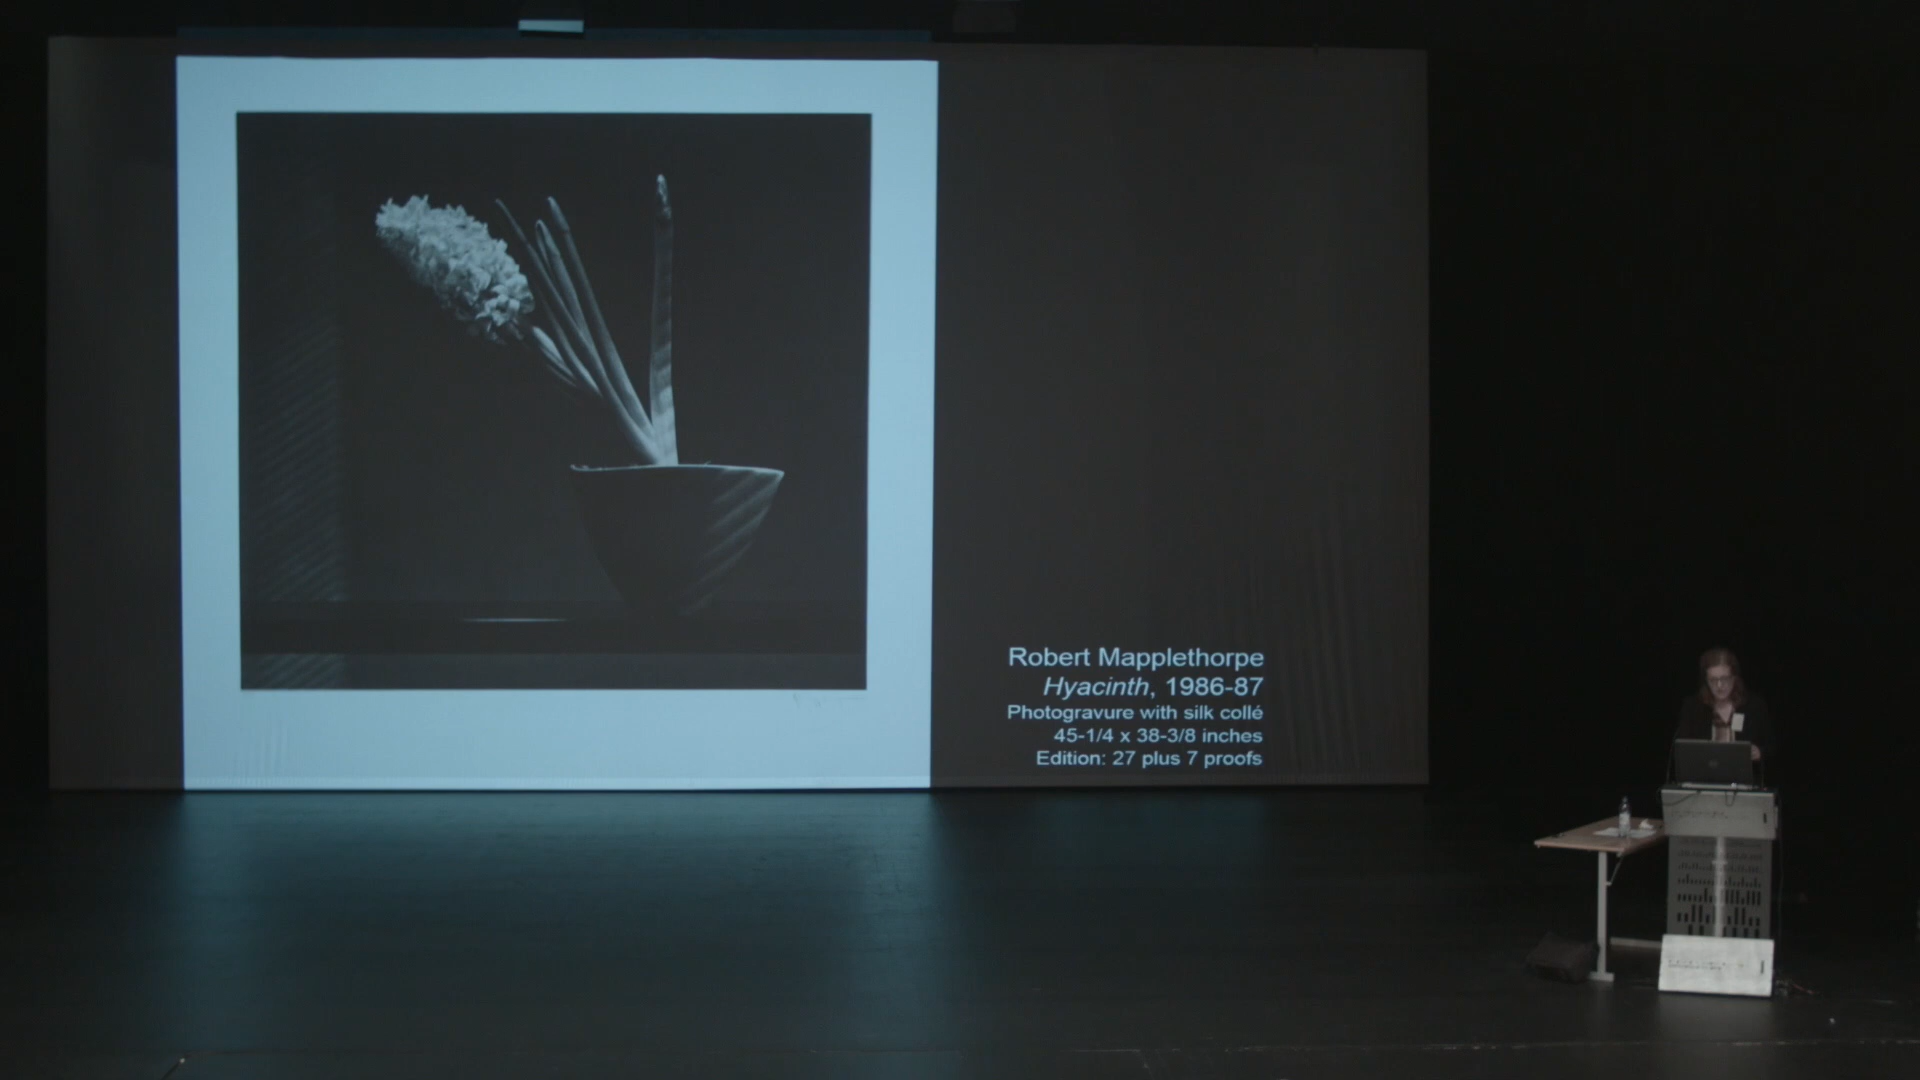 Robert Mapplethorpe
Hyacinth, 1986-87
Photogravure with silk collé
45-1/4 x 38-3/8 inches
Edition: 27 plus 7 proofs